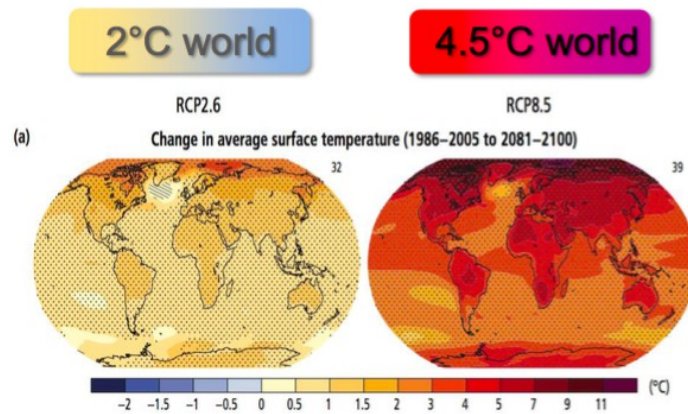 2°C world 4.5°C world
RCP2.6 RCP8.5
(a) Change in average surface temperature (1986–2005 to 2081–2100)
32 39
−2 −1.5 −1 −0.5 0 0.5 1 1.5 2 3 4 5 7 9 11 (°C)